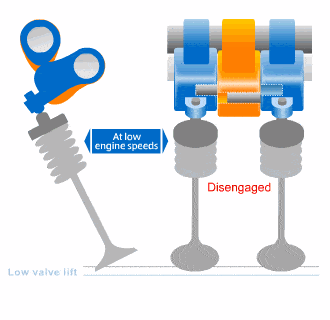 At low
engine speeds
Disengaged
Low valve lift